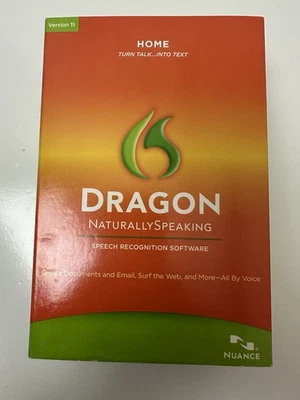 Version 11
HOME
TURN TALK...INTO TEXT
DRAGON
NATURALLYSPEAKING
SPEECH RECOGNITION SOFTWARE
Create Documents and Email, Surf the Web, and More—All By Voice
NUANCE